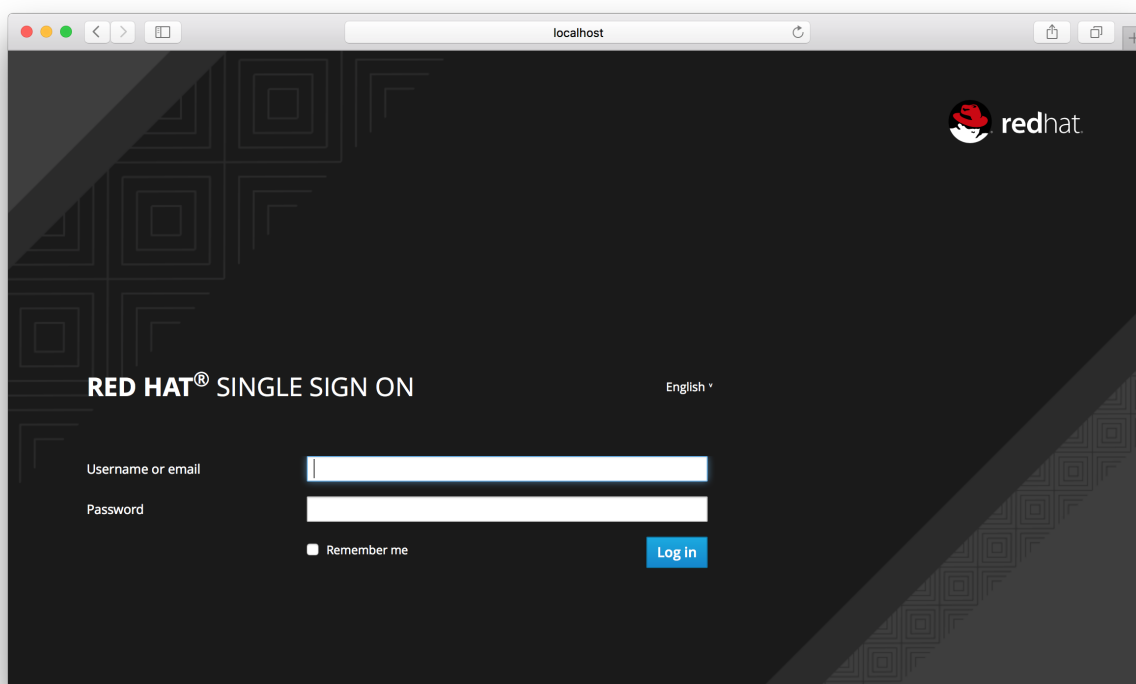 localhost
redhat.
RED HAT® SINGLE SIGN ON
English ˅
Username or email
Password
Remember me
Log in